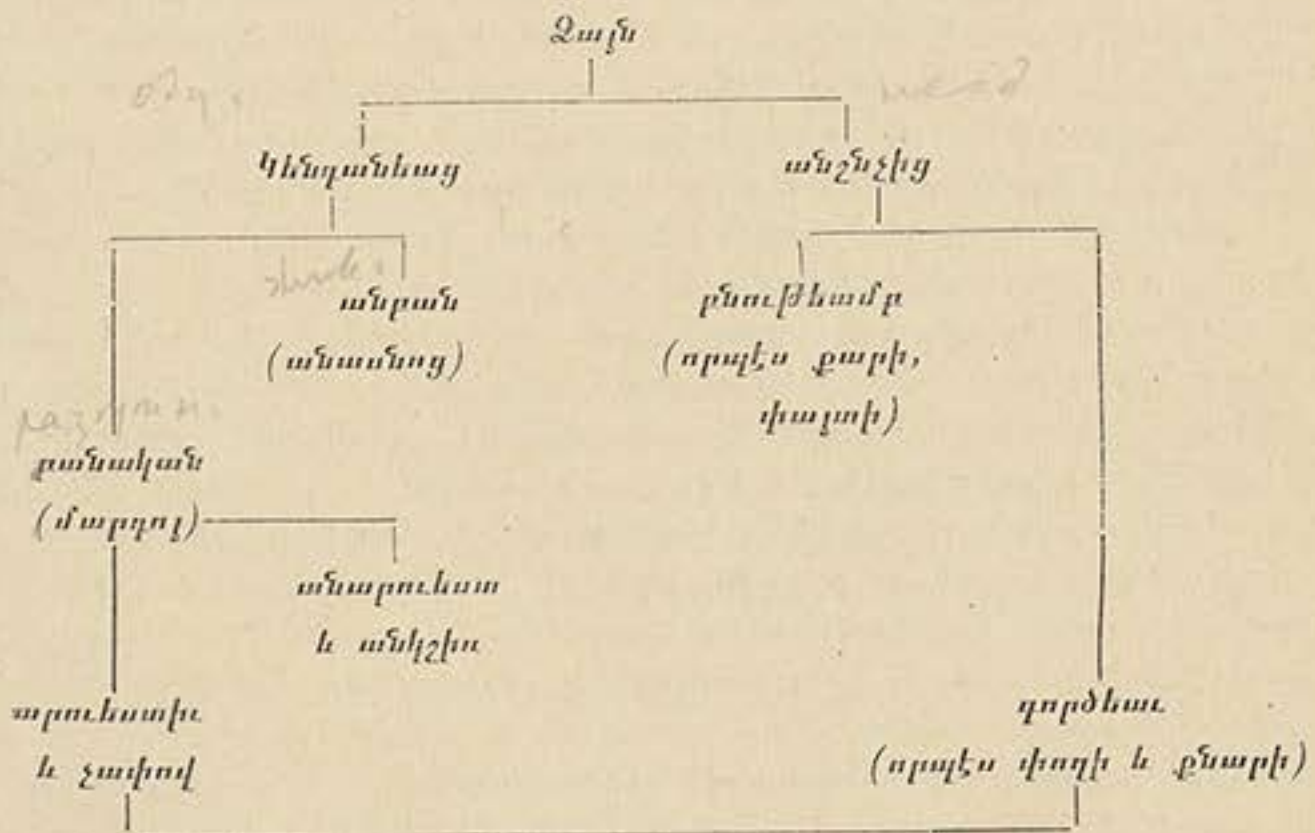 Ձայն
Կենդանեաց
անշնչից
անբան
(անասնոց)
բնութեամբ
(որպէս քարի,
փայտի)
բանական
(մարդոյ)
անարուեստ
և անկշիռ
արուեստիւ
և չափով
գործեաւ
(որպէս փողի և քնարի)